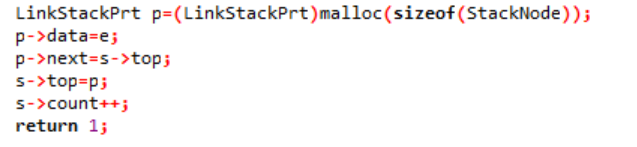 LinkStackPrt p=(LinkStackPrt)malloc(sizeof(StackNode));
p->data=e;
p->next=s->top;
s->top=p;
s->count++;
return 1;